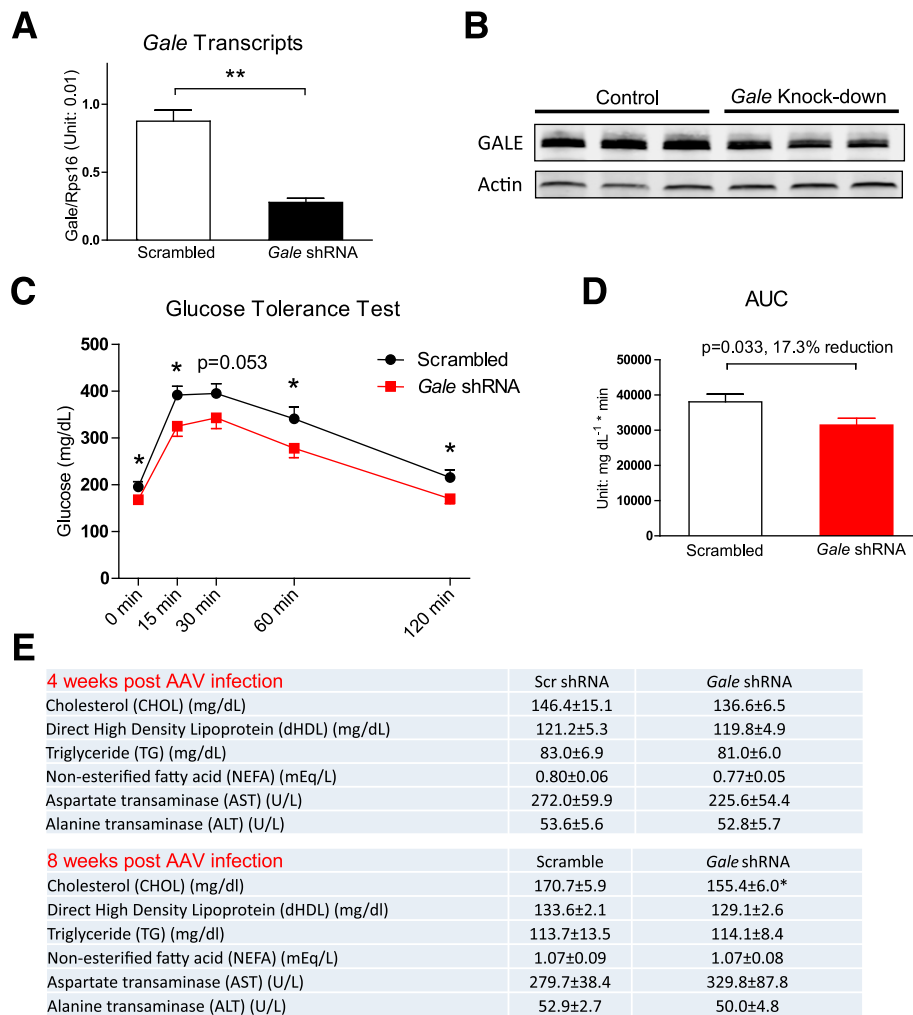 A
Gale Transcripts
Gale/Rps16 (Unit: 0.01)
1.0
0.5
0.0
**
Scrambled
Gale shRNA
B
Control
Gale Knock-down
GALE
Actin
C
Glucose Tolerance Test
Glucose (mg/dL)
500
400
300
200
100
0
*
*
p=0.053
*
*
Scrambled
Gale shRNA
0 min
15 min
30 min
60 min
120 min
D
AUC
p=0.033, 17.3% reduction
Unit: mg dL-1 * min
50000
40000
30000
20000
10000
0
Scrambled
Gale shRNA
E
4 weeks post AAV infection Scr shRNA Gale shRNA
Cholesterol (CHOL) (mg/dL) 146.4±15.1 136.6±6.5
Direct High Density Lipoprotein (dHDL) (mg/dL) 121.2±5.3 119.8±4.9
Triglyceride (TG) (mg/dL) 83.0±6.9 81.0±6.0
Non-esterified fatty acid (NEFA) (mEq/L) 0.80±0.06 0.77±0.05
Aspartate transaminase (AST) (U/L) 272.0±59.9 225.6±54.4
Alanine transaminase (ALT) (U/L) 53.6±5.6 52.8±5.7
8 weeks post AAV infection Scramble Gale shRNA
Cholesterol (CHOL) (mg/dl) 170.7±5.9 155.4±6.0*
Direct High Density Lipoprotein (dHDL) (mg/dl) 133.6±2.1 129.1±2.6
Triglyceride (TG) (mg/dl) 113.7±13.5 114.1±8.4
Non-esterified fatty acid (NEFA) (mEq/L) 1.07±0.09 1.07±0.08
Aspartate transaminase (AST) (U/L) 279.7±38.4 329.8±87.8
Alanine transaminase (ALT) (U/L) 52.9±2.7 50.0±4.8